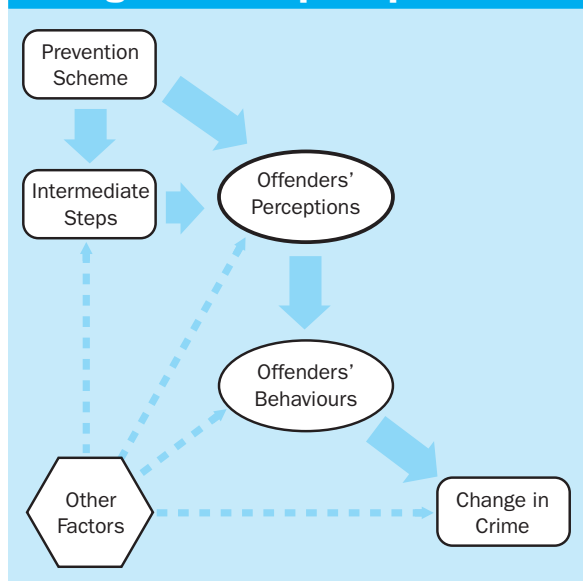 Prevention
Scheme
Intermediate
Steps
Offenders'
Perceptions
Offenders'
Behaviours
Other
Factors
Change in
Crime